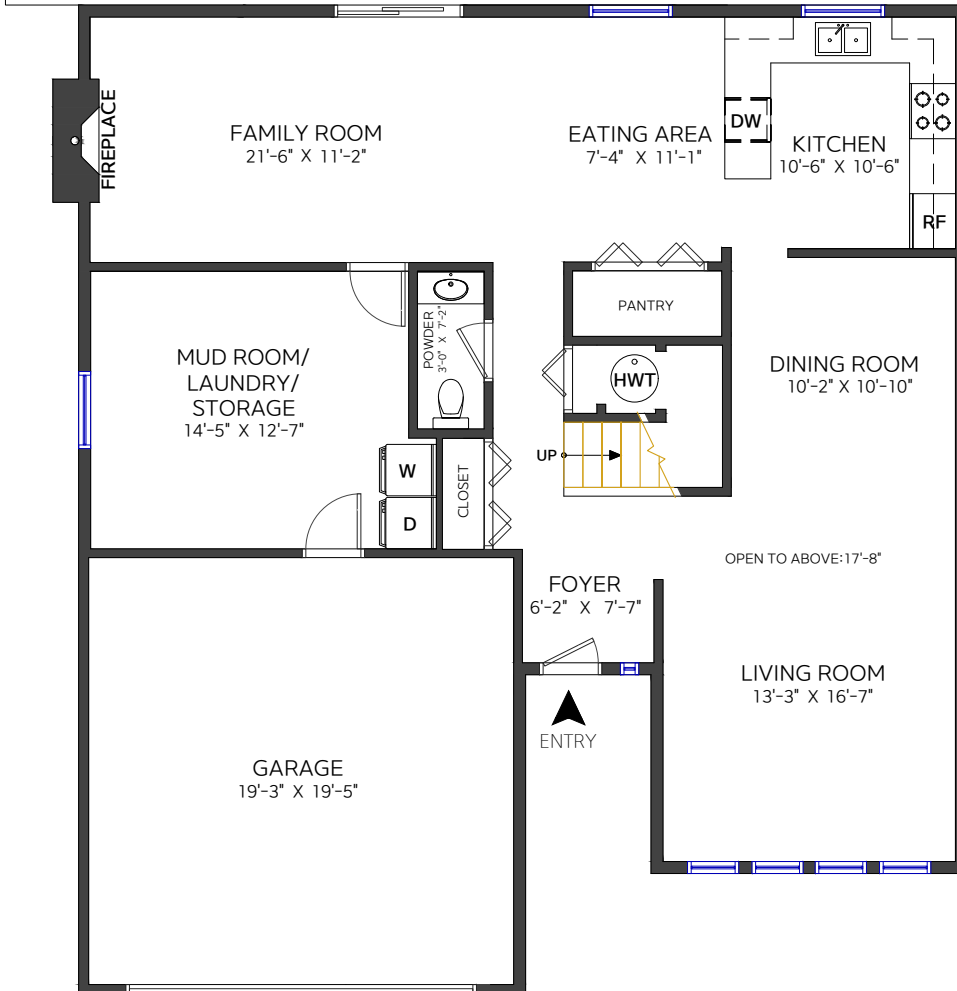 FIREPLACE
FAMILY ROOM
21'-6" X 11'-2"
EATING AREA
7'-4" X 11'-1"
DW
KITCHEN
10'-6" X 10'-6"
RF
PANTRY
POWDER
3'-0" X 7'-2"
MUD ROOM/
LAUNDRY/
STORAGE
14'-5" X 12'-7"
HWT
DINING ROOM
10'-2" X 10'-10"
UP
W
D
CLOSET
OPEN TO ABOVE:17'-8"
FOYER
6'-2" X 7'-7"
LIVING ROOM
13'-3" X 16'-7"
ENTRY
GARAGE
19'-3" X 19'-5"